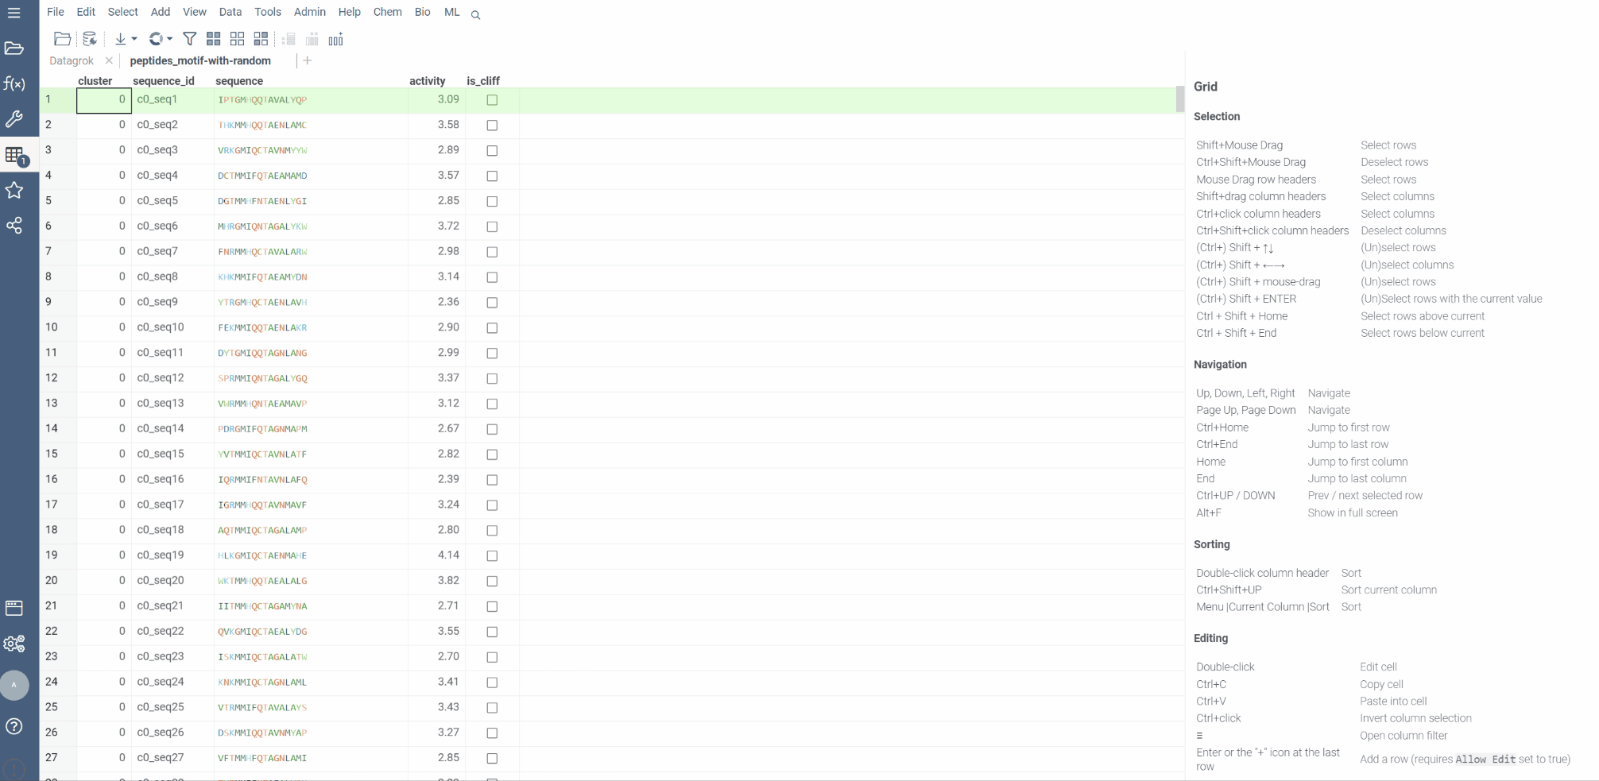 File Edit Select Add View Data Tools Admin Help Chem Bio ML
Datagrok peptides_motif-with-random
cluster sequence_id sequence activity is_cliff
1 0 c0_seq1 IPTGMHQQTAVALYQP 3.09
2 0 c0_seq2 THKMMHQQTAENLAMC 3.58
3 0 c0_seq3 VRKGMIQCTAVNMYYW 2.89
4 0 c0_seq4 DCTMMIFQTAEAMAMD 3.57
5 0 c0_seq5 DGTMMHFNTAENLYGI 2.85
6 0 c0_seq6 MHRGMIQNTAGALYKW 3.72
7 0 c0_seq7 FNRMMHQCTAVALARW 2.98
8 0 c0_seq8 KHKMMIFQTAEAMYDN 3.14
9 0 c0_seq9 YTRGMHQCTAENLAVH 2.36
10 0 c0_seq10 FEKMMIQQTAENLAKR 2.90
11 0 c0_seq11 DYTGMIQQTAGNLANG 2.99
12 0 c0_seq12 SPRMMIQNTAGALYGQ 3.37
13 0 c0_seq13 VWRMMHQNTAEAMAVP 3.12
14 0 c0_seq14 PDRGMIFQTAGNMAPM 2.67
15 0 c0_seq15 YVTMMIQCTAVNLATF 2.82
16 0 c0_seq16 IQRMMIFNTAVNLAFQ 2.39
17 0 c0_seq17 IGRMMHQQTAVNMAVF 3.24
18 0 c0_seq18 AQTMMIQCTAGALAMP 2.80
19 0 c0_seq19 HLKGMIQCTAENMAHE 4.14
20 0 c0_seq20 WKTMMHQQTAEALALG 3.82
21 0 c0_seq21 IITMMHQCTAGAMYNA 2.71
22 0 c0_seq22 QVKGMIQCTAEALYDG 3.55
23 0 c0_seq23 ISKMMIQCTAGALATW 2.70
24 0 c0_seq24 KNKMMIQCTAGNLAML 3.41
25 0 c0_seq25 VTRMMIFQTAVALAYS 3.43
26 0 c0_seq26 DSKMMIQQTAVNMYAP 3.27
27 0 c0_seq27 VFTMMHFQTAGNLAMI 2.85
1
A
Grid
Selection
Shift+Mouse Drag Select rows
Ctrl+Shift+Mouse Drag Deselect rows
Mouse Drag row headers Select rows
Shift+drag column headers Select columns
Ctrl+click column headers Select columns
Ctrl+Shift+click column headers Deselect columns
(Ctrl+) Shift + ↑↓ (Un)select rows
(Ctrl+) Shift + ←→ (Un)select columns
(Ctrl+) Shift + mouse-drag (Un)select rows
(Ctrl+) Shift + ENTER (Un)Select rows with the current value
Ctrl + Shift + Home Select rows above current
Ctrl + Shift + End Select rows below current
Navigation
Up, Down, Left, Right Navigate
Page Up, Page Down Navigate
Ctrl+Home Jump to first row
Ctrl+End Jump to last row
Home Jump to first column
End Jump to last column
Ctrl+UP / DOWN Prev / next selected row
Alt+F Show in full screen
Sorting
Double-click column header Sort
Ctrl+Shift+UP Sort current column
Menu |Current Column |Sort Sort
Editing
Double-click Edit cell
Ctrl+C Copy cell
Ctrl+V Paste into cell
Ctrl+click Invert column selection
≡ Open column filter
Enter or the "+" icon at the last row Add a row (requires Allow Edit set to true)